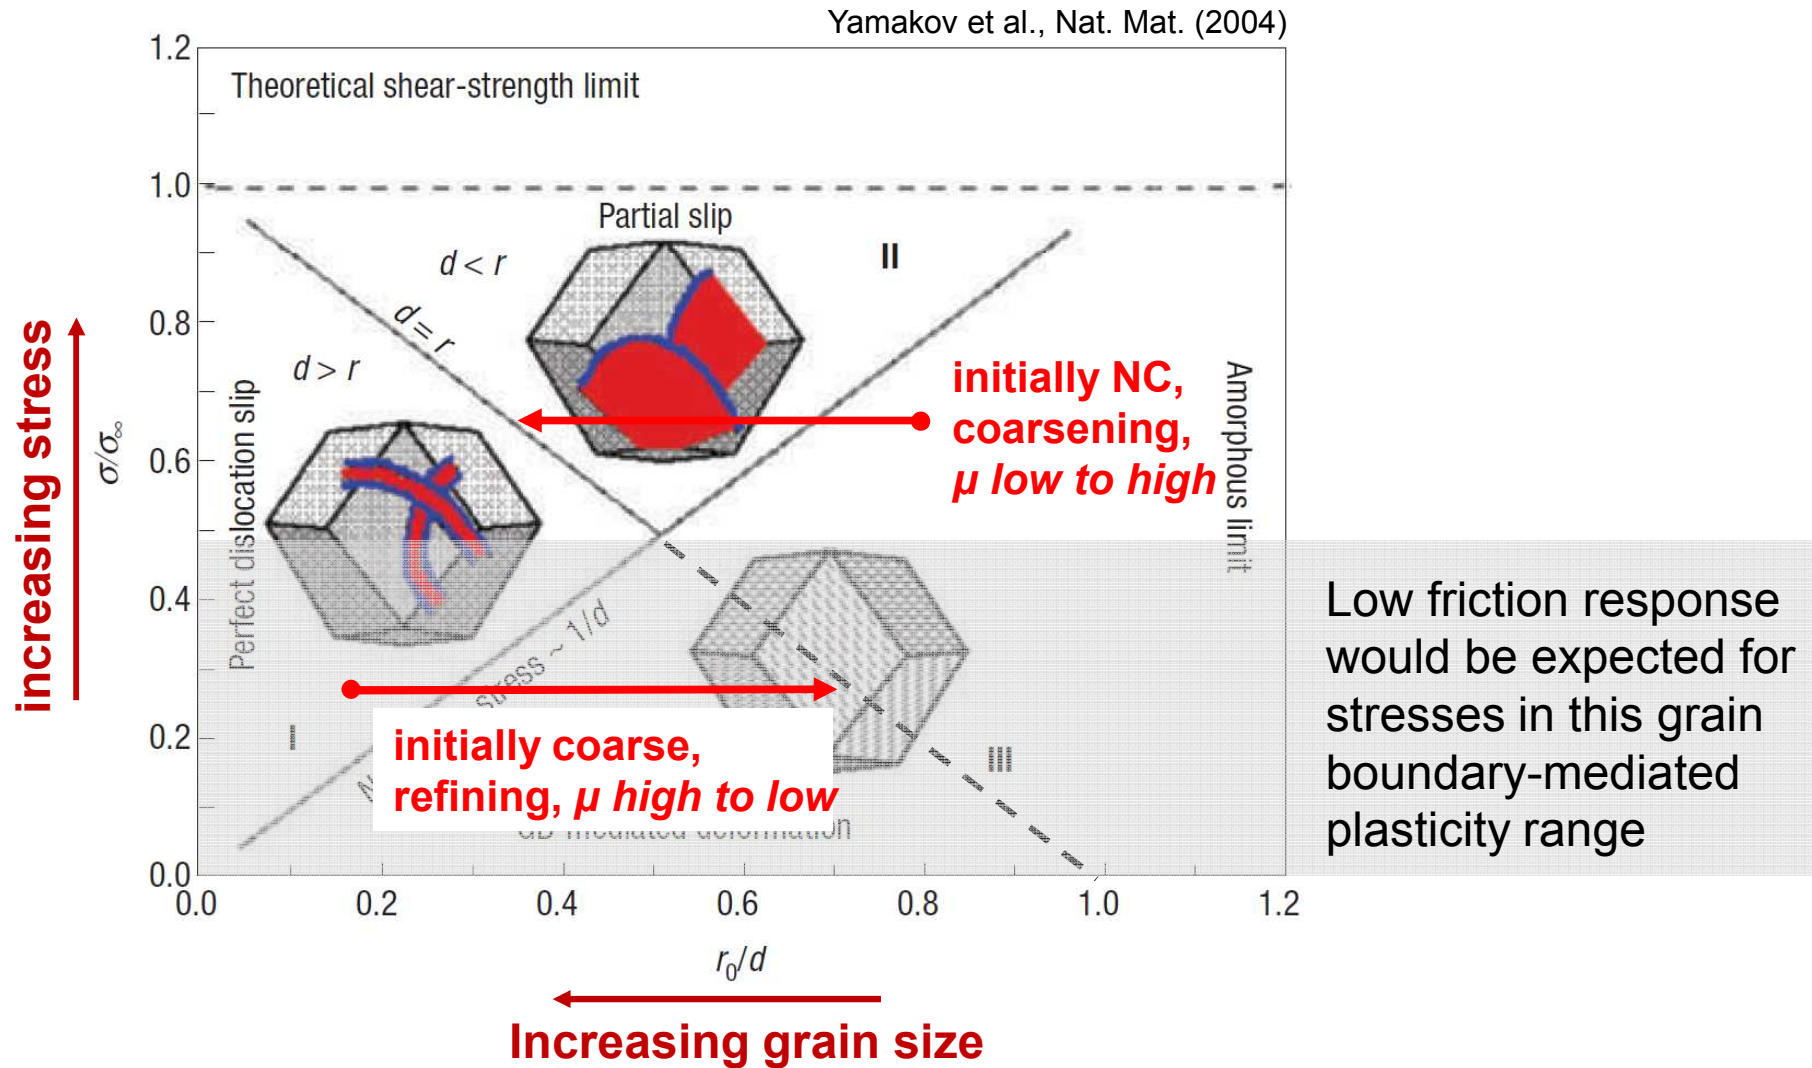 Yamakov et al., Nat. Mat. (2004)
1.2
Theoretical shear-strength limit
1.0
Partial slip
II
d < r
d = r
0.8
d > r
initially NC,
coarsening,
μ low to high
increasing stress
σ/σ∞
Perfect dislocation slip
Amorphous limit
0.6
0.4
Stress ~ 1/d
Low friction response
would be expected for
stresses in this grain
boundary-mediated
plasticity range
0.2
I
initially coarse,
refining, μ high to low
III
GB-mediated deformation
0.0
0.0 0.2 0.4 0.6 0.8 1.0 1.2
r₀/d
Increasing grain size